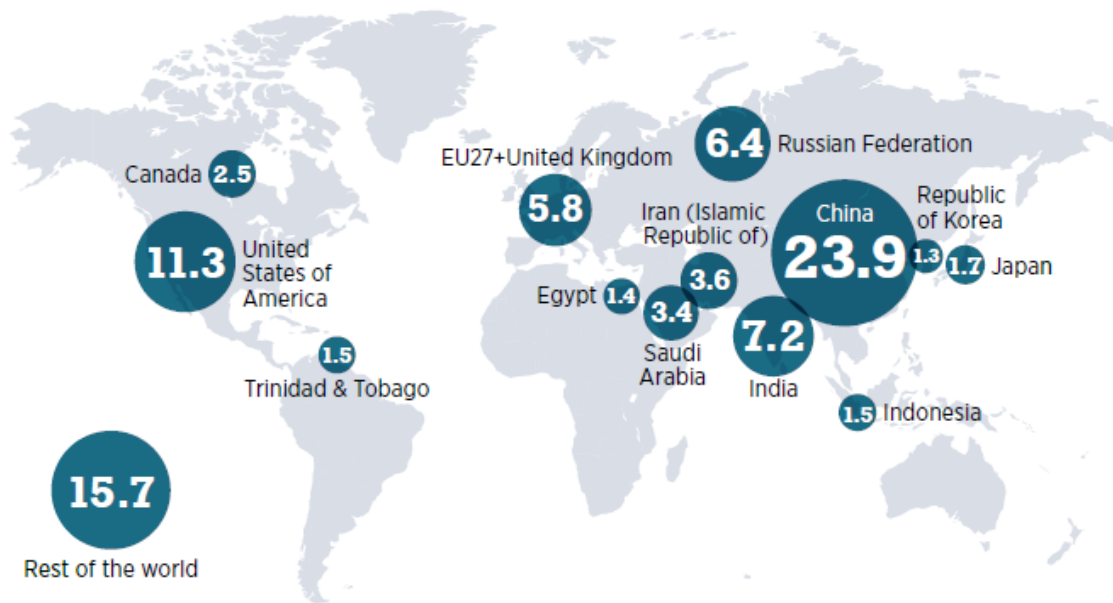 Canada
2.5
11.3
United
States of
America
1.5
Trinidad & Tobago
15.7
Rest of the world
EU27+United Kingdom
5.8
6.4
Russian Federation
Iran (Islamic
Republic of)
3.6
Egypt
1.4
3.4
Saudi
Arabia
China
23.9
Republic
of Korea
1.3
1.7
Japan
7.2
India
1.5
Indonesia